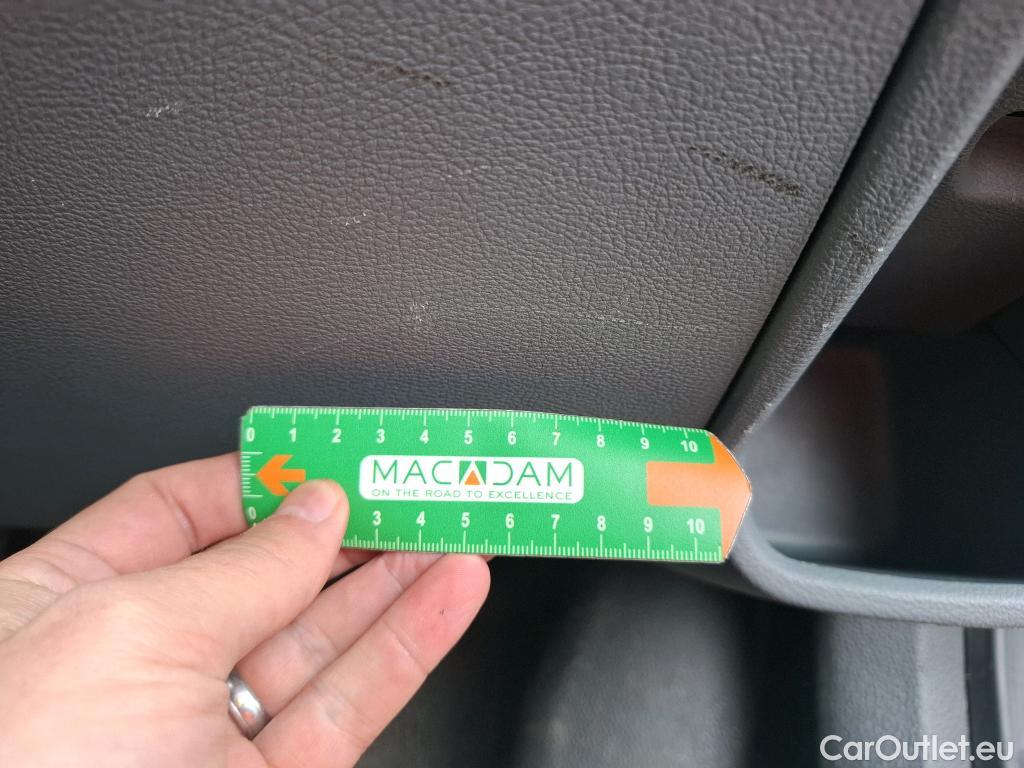 0 1 2 3 4 5 6 7 8 9 10
MACADAM
ON THE ROAD TO EXCELLENCE
0 3 4 5 6 7 8 9 10
CarOutlet.eu